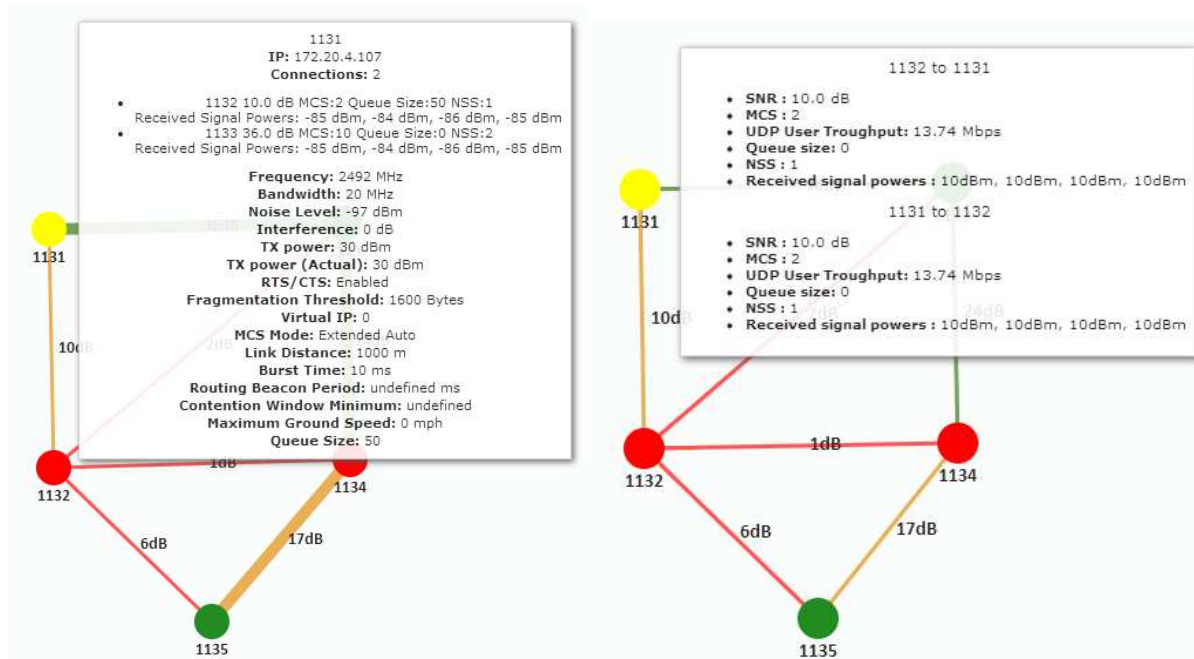 1131
IP: 172.20.4.107
Connections: 2
1132 10.0 dB MCS:2 Queue Size:50 NSS:1
Received Signal Powers: -85 dBm, -84 dBm, -86 dBm, -85 dBm
1133 36.0 dB MCS:10 Queue Size:0 NSS:2
Received Signal Powers: -85 dBm, -84 dBm, -86 dBm, -85 dBm
Frequency: 2492 MHz
Bandwidth: 20 MHz
Noise Level: -97 dBm
Interference: 0 dB
TX power: 30 dBm
TX power (Actual): 30 dBm
RTS/CTS: Enabled
Fragmentation Threshold: 1600 Bytes
Virtual IP: 0
MCS Mode: Extended Auto
Link Distance: 1000 m
Burst Time: 10 ms
Routing Beacon Period: undefined ms
Contention Window Minimum: undefined
Maximum Ground Speed: 0 mph
Queue Size: 50
1131
36dB
10dB
2dB
1dB
1132
1134
6dB
17dB
1135
1132 to 1131
SNR : 10.0 dB
MCS : 2
UDP User Troughput: 13.74 Mbps
Queue size: 0
NSS : 1
Received signal powers : 10dBm, 10dBm, 10dBm, 10dBm
1131 to 1132
SNR : 10.0 dB
MCS : 2
UDP User Troughput: 13.74 Mbps
Queue size: 0
NSS : 1
Received signal powers : 10dBm, 10dBm, 10dBm, 10dBm
1131
10dB
2dB
24dB
1dB
1132
1134
6dB
17dB
1135